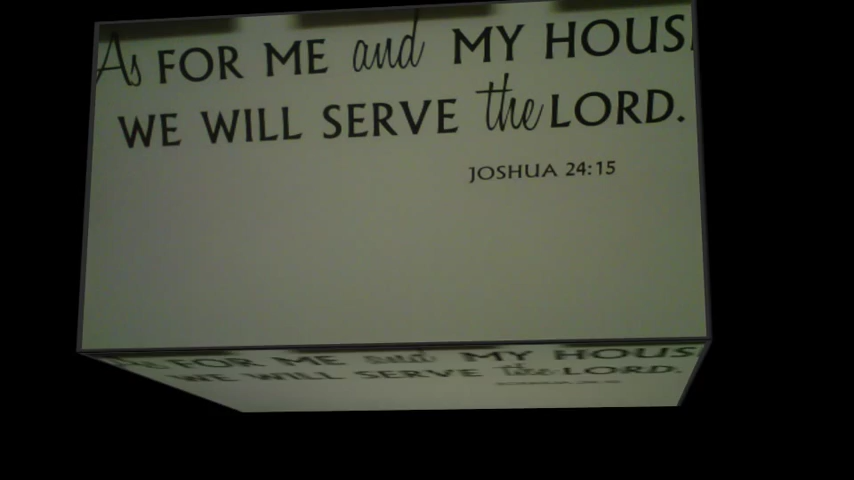 As FOR ME and MY HOUS
WE WILL SERVE the LORD.
JOSHUA 24:15
FOR ME and MY HOUS
WE WILL SERVE the LORD.